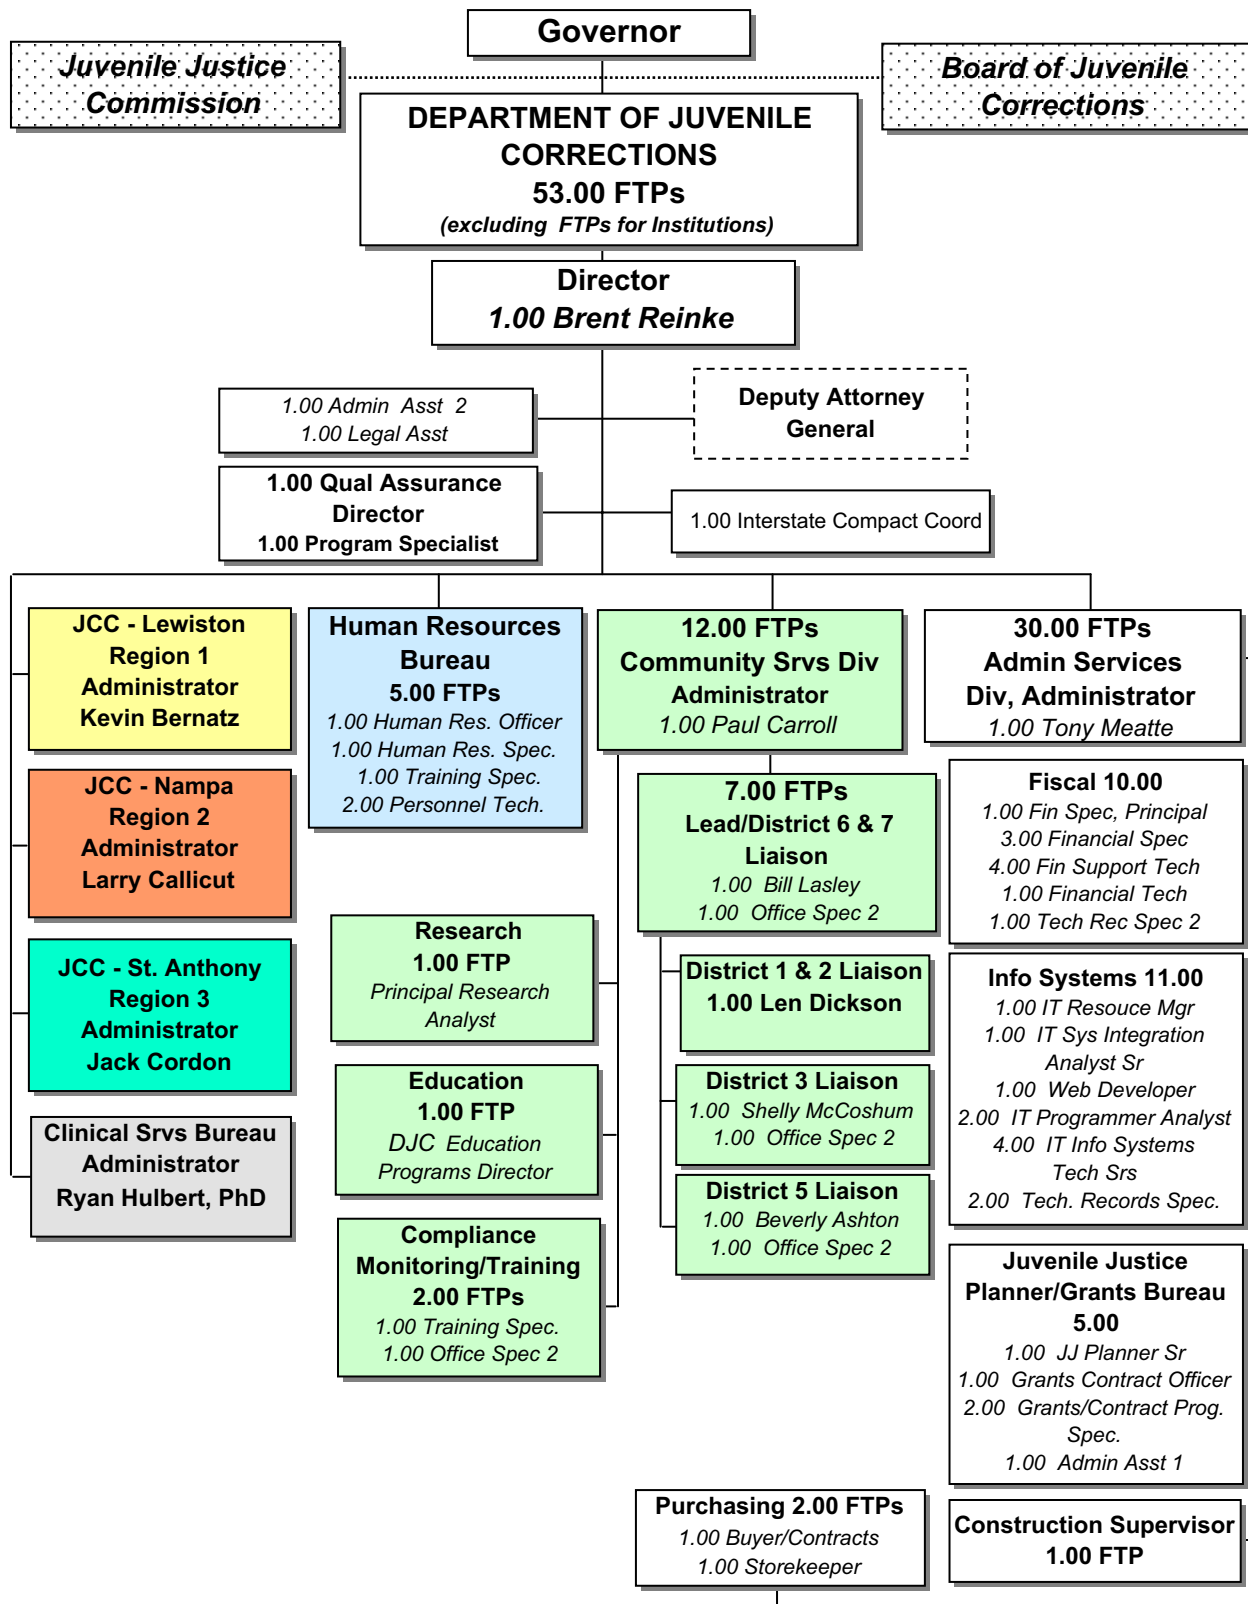 Governor
Juvenile Justice
Commission
Board of Juvenile
Corrections
DEPARTMENT OF JUVENILE
CORRECTIONS
53.00 FTPs
(excluding FTPs for Institutions)
Director
1.00 Brent Reinke
1.00 Admin Asst 2
1.00 Legal Asst
Deputy Attorney
General
1.00 Qual Assurance
Director
1.00 Program Specialist
1.00 Interstate Compact Coord
JCC - Lewiston
Region 1
Administrator
Kevin Bernatz
JCC - Nampa
Region 2
Administrator
Larry Callicut
JCC - St. Anthony
Region 3
Administrator
Jack Cordon
Clinical Srvs Bureau
Administrator
Ryan Hulbert, PhD
Human Resources
Bureau
5.00 FTPs
1.00 Human Res. Officer
1.00 Human Res. Spec.
1.00 Training Spec.
2.00 Personnel Tech.
12.00 FTPs
Community Srvs Div
Administrator
1.00 Paul Carroll
Research
1.00 FTP
Principal Research
Analyst
Education
1.00 FTP
DJC Education
Programs Director
Compliance
Monitoring/Training
2.00 FTPs
1.00 Training Spec.
1.00 Office Spec 2
7.00 FTPs
Lead/District 6 & 7
Liaison
1.00 Bill Lasley
1.00 Office Spec 2
District 1 & 2 Liaison
1.00 Len Dickson
District 3 Liaison
1.00 Shelly McCoshum
1.00 Office Spec 2
District 5 Liaison
1.00 Beverly Ashton
1.00 Office Spec 2
30.00 FTPs
Admin Services
Div, Administrator
1.00 Tony Meatte
Fiscal 10.00
1.00 Fin Spec, Principal
3.00 Financial Spec
4.00 Fin Support Tech
1.00 Financial Tech
1.00 Tech Rec Spec 2
Info Systems 11.00
1.00 IT Resouce Mgr
1.00 IT Sys Integration
Analyst Sr
1.00 Web Developer
2.00 IT Programmer Analyst
4.00 IT Info Systems
Tech Srs
2.00 Tech. Records Spec.
Juvenile Justice
Planner/Grants Bureau
5.00
1.00 JJ Planner Sr
1.00 Grants Contract Officer
2.00 Grants/Contract Prog.
Spec.
1.00 Admin Asst 1
Purchasing 2.00 FTPs
1.00 Buyer/Contracts
1.00 Storekeeper
Construction Supervisor
1.00 FTP